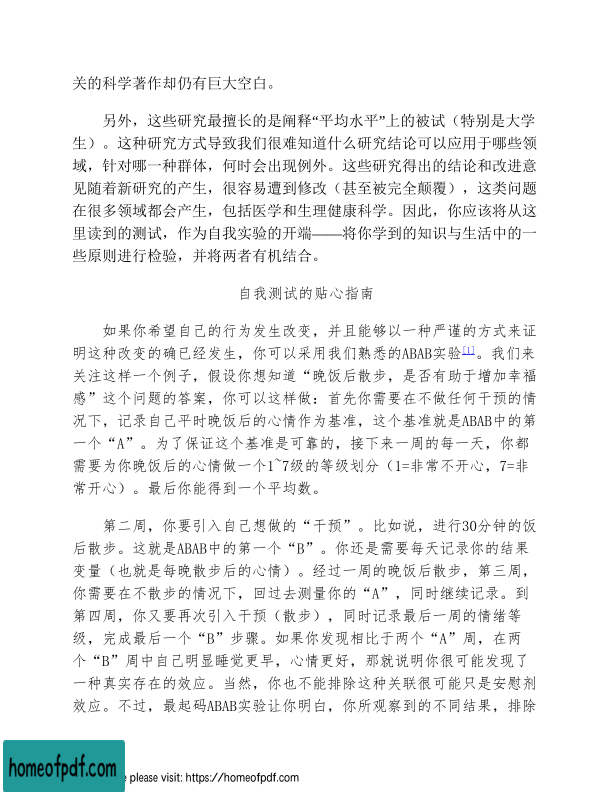 关的科学著作却仍有巨大空白。
另外，这些研究最擅长的是阐释“平均水平”上的被试（特别是大学
生）。这种研究方式导致我们很难知道什么研究结论可以应用于哪些领
域，针对哪一种群体，何时会出现例外。这些研究得出的结论和改进意
见随着新研究的产生，很容易遭到修改（甚至被完全颠覆），这类问题
在很多领域都会产生，包括医学和生理健康科学。因此，你应该将从这
里读到的测试，作为自我实验的开端——将你学到的知识与生活中的一
些原则进行检验，并将两者有机结合。
自我测试的贴心指南
如果你希望自己的行为发生改变，并且能够以一种严谨的方式来证
明这种改变的确已经发生，你可以采用我们熟悉的ABAB实验[1]。我们来
关注这样一个例子，假设你想知道“晚饭后散步，是否有助于增加幸福
感”这个问题的答案，你可以这样做：首先你需要在不做任何干预的情
况下，记录自己平时晚饭后的心情作为基准，这个基准就是ABAB中的第
一个“A”。为了保证这个基准是可靠的，接下来一周的每一天，你都
需要为你晚饭后的心情做一个1~7级的等级划分（1=非常不开心，7=非
常开心）。最后你能得到一个平均数。
第二周，你要引入自己想做的“干预”。比如说，进行30分钟的饭
后散步。这就是ABAB中的第一个“B”。你还是需要每天记录你的结果
变量（也就是每晚散步后的心情）。经过一周的晚饭后散步，第三周，
你需要在不散步的情况下，回过去测量你的“A”，同时继续记录。到
第四周，你又要再次引入干预（散步），同时记录最后一周的情绪等
级，完成最后一个“B”步骤。如果你发现相比于两个“A”周，在两
个“B”周中自己明显睡觉更早，心情更好，那就说明你很可能发现了
一种真实存在的效应。当然，你也不能排除这种关联很可能只是安慰剂
效应。不过，最起码ABAB实验让你明白，你所观察到的不同结果，排除
homeofpdf.com
e please visit: https://homeofpdf.com